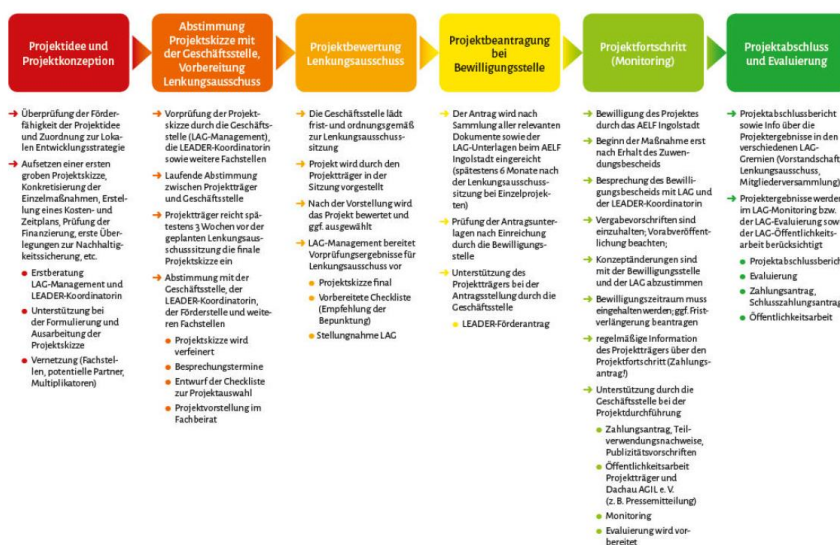 Projektidee und
Projektkonzeption
→ Überprüfung der Förder-
fähigkeit der Projektidee
und Zuordnung zur Loka-
len Entwicklungsstrategie
→ Aufsetzen einer ersten
groben Projektskizze,
Konkretisierung der
Einzelmaßnahmen, Erstel-
lung eines Kosten- und
Zeitplans, Prüfung der
Finanzierung, erste Über-
legungen zur Nachhaltig-
keitssicherung, etc.
• Erstberatung
LAG-Management und
LEADER-Koordinatorin
• Unterstützung bei
der Formulierung und
Ausarbeitung der
Projektskizze
• Vernetzung (Fachstel-
len, potentielle Partner,
Multiplikatoren)
Abstimmung
Projektskizze mit
der Geschäftsstelle,
Vorbereitung
Lenkungsausschuss
→ Vorprüfung der Projekt-
skizze durch die Geschäfts-
stelle (LAG-Management),
die LEADER-Koordinatorin
sowie weitere Fachstellen
→ Laufende Abstimmung
zwischen Projektträger
und Geschäftsstelle
→ Projektträger reicht spä-
testens 3 Wochen vor der
geplanten Lenkungsaus-
schusssitzung die finale
Projektskizze ein
→ Abstimmung mit der
Geschäftsstelle, der
LEADER-Koordinatorin,
der Förderstelle und weite-
ren Fachstellen
• Projektskizze wird
verfeinert
• Besprechungstermine
• Entwurf der Checkliste
zur Projektauswahl
• Projektvorstellung im
Fachbeirat
Projektbewertung
Lenkungsausschuss
→ Die Geschäftsstelle lädt
frist- und ordnungsgemäß
zur Lenkungsausschuss-
sitzung
→ Projekt wird durch den
Projektträger in der
Sitzung vorgestellt
→ Nach der Vorstellung wird
das Projekt bewertet und
ggf. ausgewählt
→ LAG-Management bereitet
Vorprüfungsergebnisse für
Lenkungsausschuss vor
• Projektskizze final
• Vorbereitete Checkliste
(Empfehlung der
Bepunktung)
• Stellungnahme LAG
Projektbeantragung
bei
Bewilligungsstelle
→ Der Antrag wird nach
Sammlung aller relevanten
Dokumente sowie der
LAG-Unterlagen beim AELF
Ingolstadt eingereicht
(spätestens 6 Monate nach
der Lenkungsausschuss-
sitzung bei Einzelprojek-
ten)
→ Prüfung der Antragsunter-
lagen nach Einreichung
durch die Bewilligungs-
stelle
→ Unterstützung des
Projektträgers bei der
Antragsstellung durch die
Geschäftsstelle
• LEADER-Förderantrag
Projektfortschritt
(Monitoring)
→ Bewilligung des Projektes
durch das AELF Ingolstadt
→ Beginn der Maßnahme erst
nach Erhalt des Zuwen-
dungsbescheids
→ Besprechung des Bewilli-
gungsbescheids mit LAG und
der LEADER-Koordinatorin
→ Vergabevorschriften sind
einzuhalten; Vorabveröffent-
lichung beachten;
→ Konzeptänderungen sind
mit der Bewilligungsstelle
und der LAG abzustimmen
→ Bewilligungszeitraum muss
eingehalten werden; ggf. Frist-
verlängerung beantragen
→ regelmäßige Information
des Projektträgers über den
Projektfortschritt (Zahlungs-
antrag!)
→ Unterstützung durch die
Geschäftsstelle bei der
Projektdurchführung
• Zahlungsantrag, Teil-
verwendungsnachweise,
Publizitätsvorschriften
• Öffentlichkeitsarbeit
Projektträger und
Dachau AGIL e. V.
(z. B. Pressemitteilung)
• Monitoring
• Evaluierung wird vor-
bereitet
Projektabschluss
und Evaluierung
→ Projektabschlussbericht
sowie Info über die
Projektergebnisse in den
verschiedenen LAG-
Gremien (Vorstandschaft,
Lenkungsausschuss,
Mitgliederversammlung)
→ Projektergebnisse werden
im LAG-Monitoring bzw.
der LAG-Evaluierung sowi
der LAG-Öffentlichkeits-
arbeit berücksichtigt
• Projektabschlussberich
• Evaluierung
• Zahlungsantrag,
Schlusszahlungsantrag
• Öffentlichkeitsarbeit